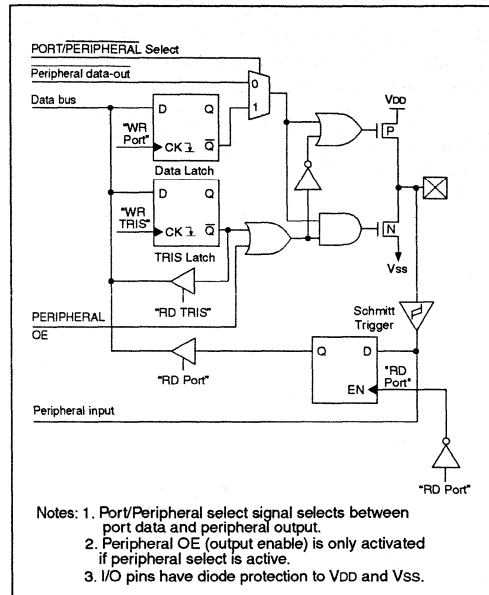 PORT/PERIPHERAL Select
Peripheral data-out
Data bus
0
1
VDD
D
Q
"WR
Port"
CK
Q
P
Data Latch
D
Q
"WR
TRIS"
CK
Q
N
TRIS Latch
Vss
"RD TRIS"
Schmitt
Trigger
PERIPHERAL
OE
Q
D
"RD
Port"
"RD Port"
EN
Peripheral input
"RD Port"
Notes: 1. Port/Peripheral select signal selects between
port data and peripheral output.
2. Peripheral OE (output enable) is only activated
if peripheral select is active.
3. I/O pins have diode protection to VDD and VSS.